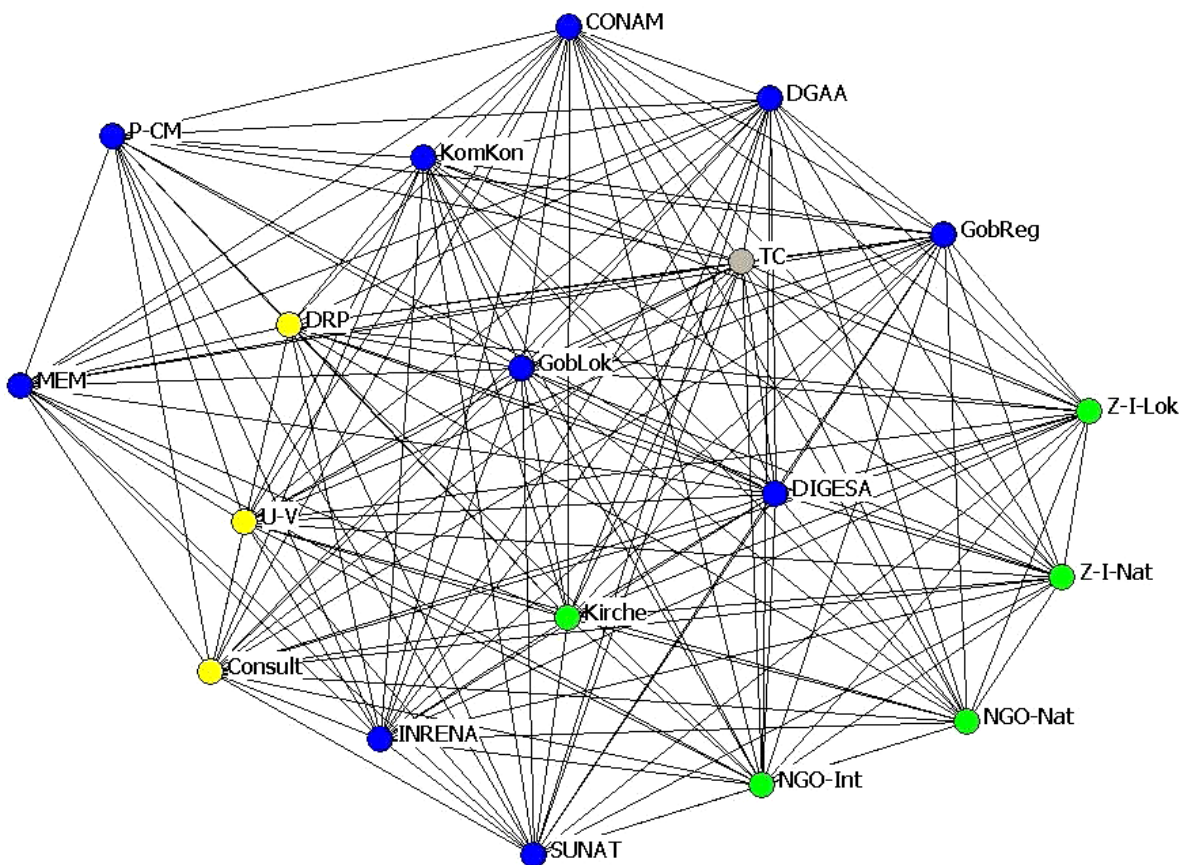 CONAM
DGAA
P-CM
KomKon
GobReg
TC
DRP
GobLok
MEM
Z-I-Lok
DIGESA
U-V
Z-I-Nat
Kirche
Consult
NGO-Nat
INRENA
NGO-Int
SUNAT